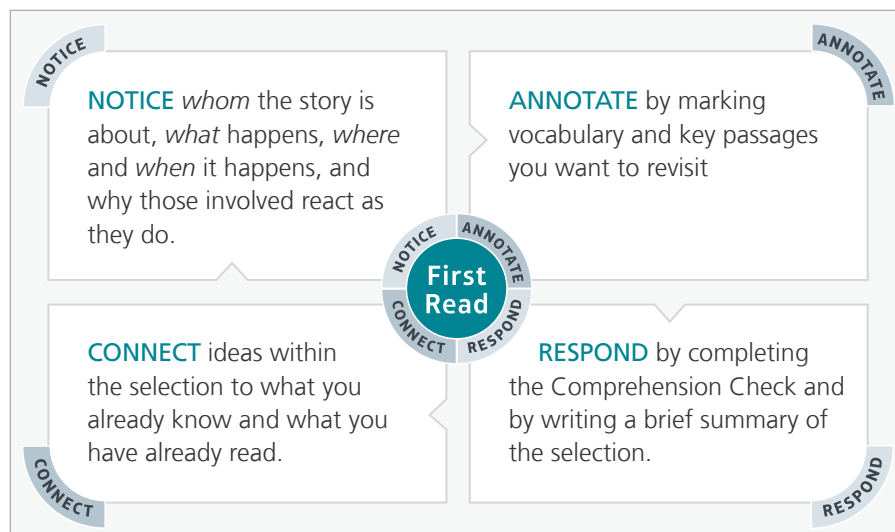 NOTICE
NOTICE whom the story is
about, what happens, where
and when it happens, and
why those involved react as
they do.
ANNOTATE
ANNOTATE by marking
vocabulary and key passages
you want to revisit
NOTICE
ANNOTATE
First
Read
CONNECT
RESPOND
CONNECT ideas within
the selection to what you
already know and what you
have already read.
CONNECT
RESPOND by completing
the Comprehension Check and
by writing a brief summary of
the selection.
RESPOND